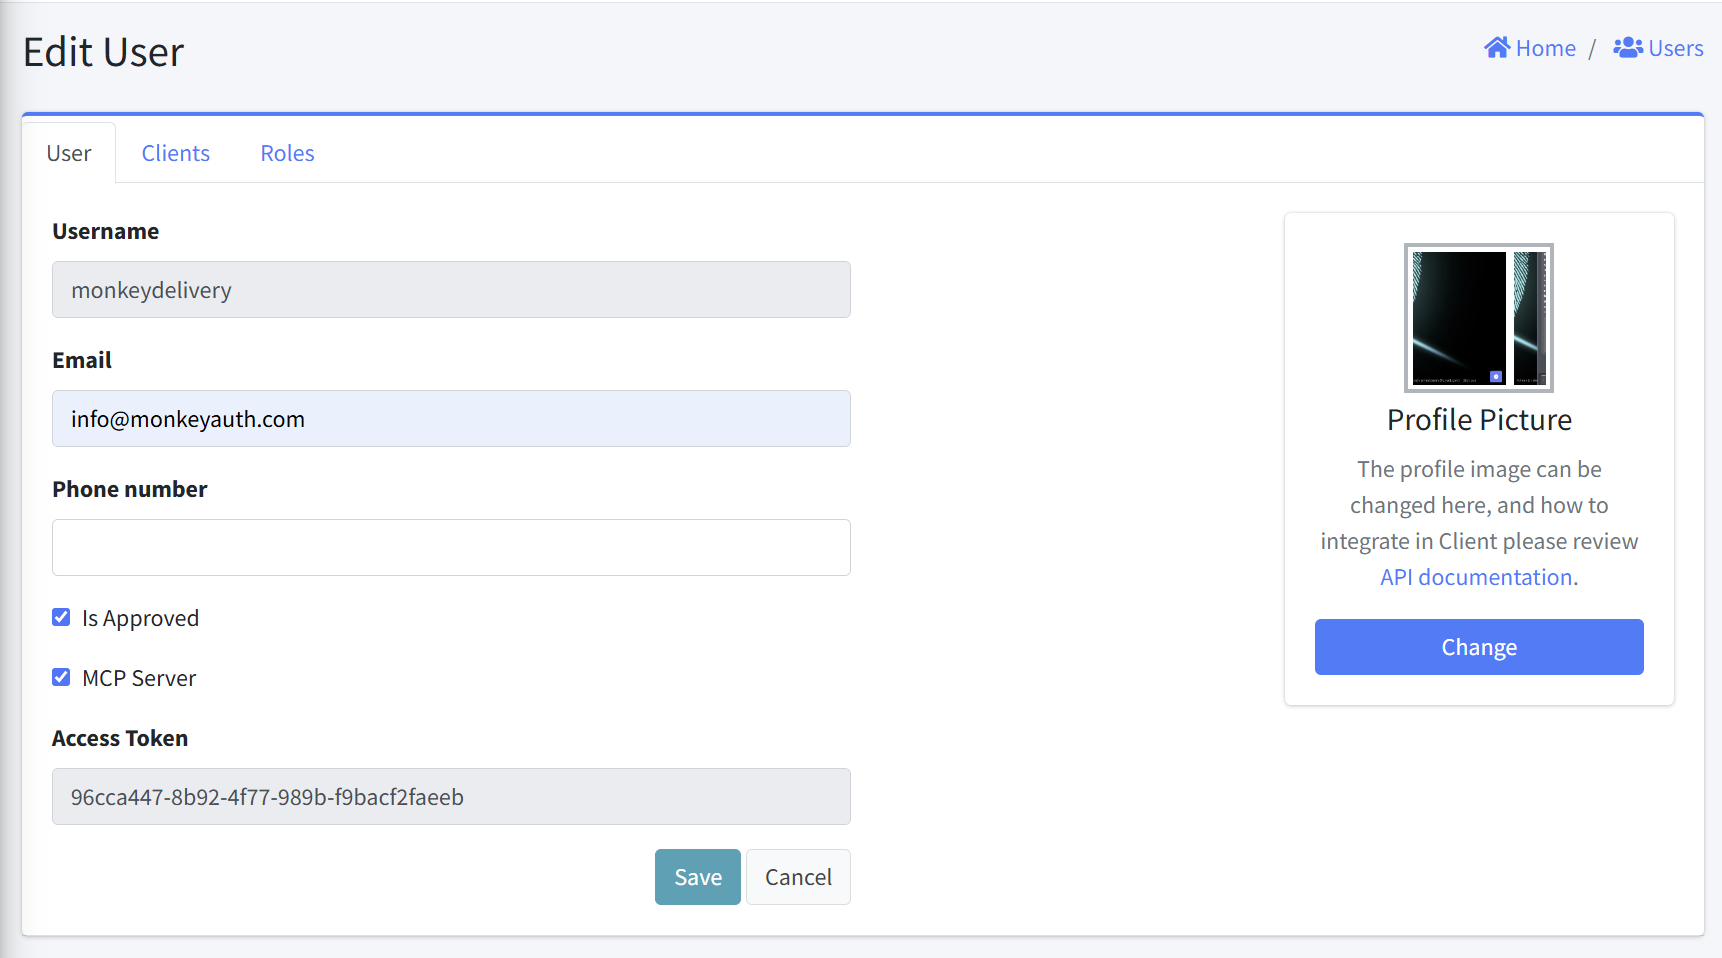 Edit User
Home / Users
User Clients Roles
Username
monkeydelivery
Email
info@monkeyauth.com
Phone number
Is Approved
MCP Server
Access Token
96cca447-8b92-4f77-989b-f9bacf2faeeb
Save Cancel
Profile Picture
The profile image can be
changed here, and how to
integrate in Client please review
API documentation.
Change